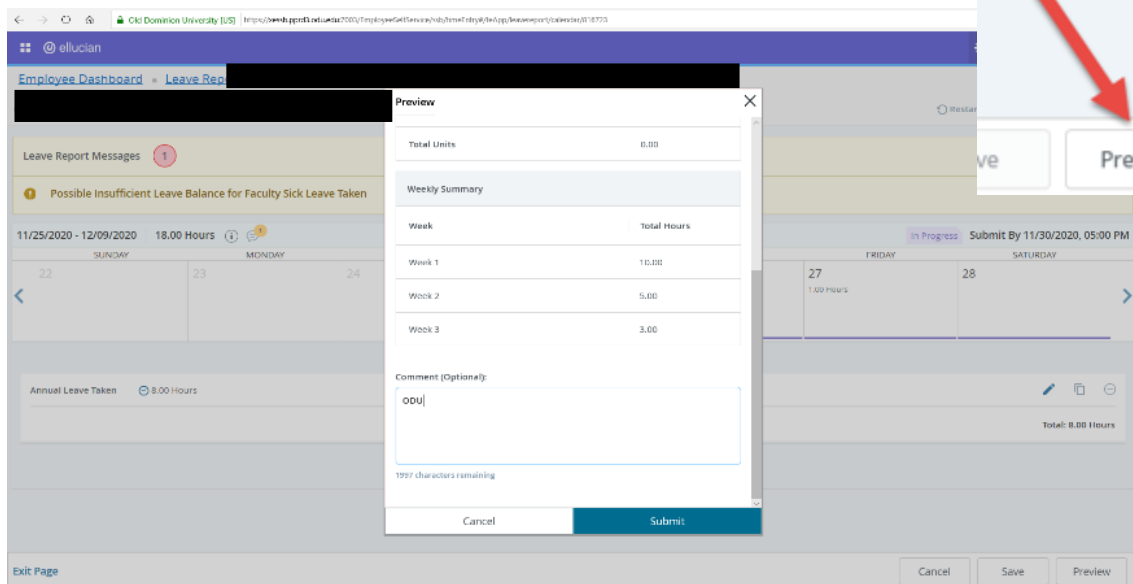 Old Dominion University [US]
ellucian
Employee Dashboard • Leave Rep
Restar
ve
Pre
Preview
Total Units 0.00
Weekly Summary
Week Total Hours
Week 1 10.00
Week 2 5.00
Week 3 3.00
Comment (Optional):
ODU
1997 characters remaining
Cancel Submit
Leave Report Messages 1
Possible Insufficient Leave Balance for Faculty Sick Leave Taken
11/25/2020 - 12/09/2020 18.00 Hours 1
In Progress Submit By 11/30/2020, 05:00 PM
SUNDAY MONDAY FRIDAY SATURDAY
22 23 24 27 28
1.00 Hours
Annual Leave Taken 8.00 Hours
Total: 8.00 Hours
Exit Page Cancel Save Preview